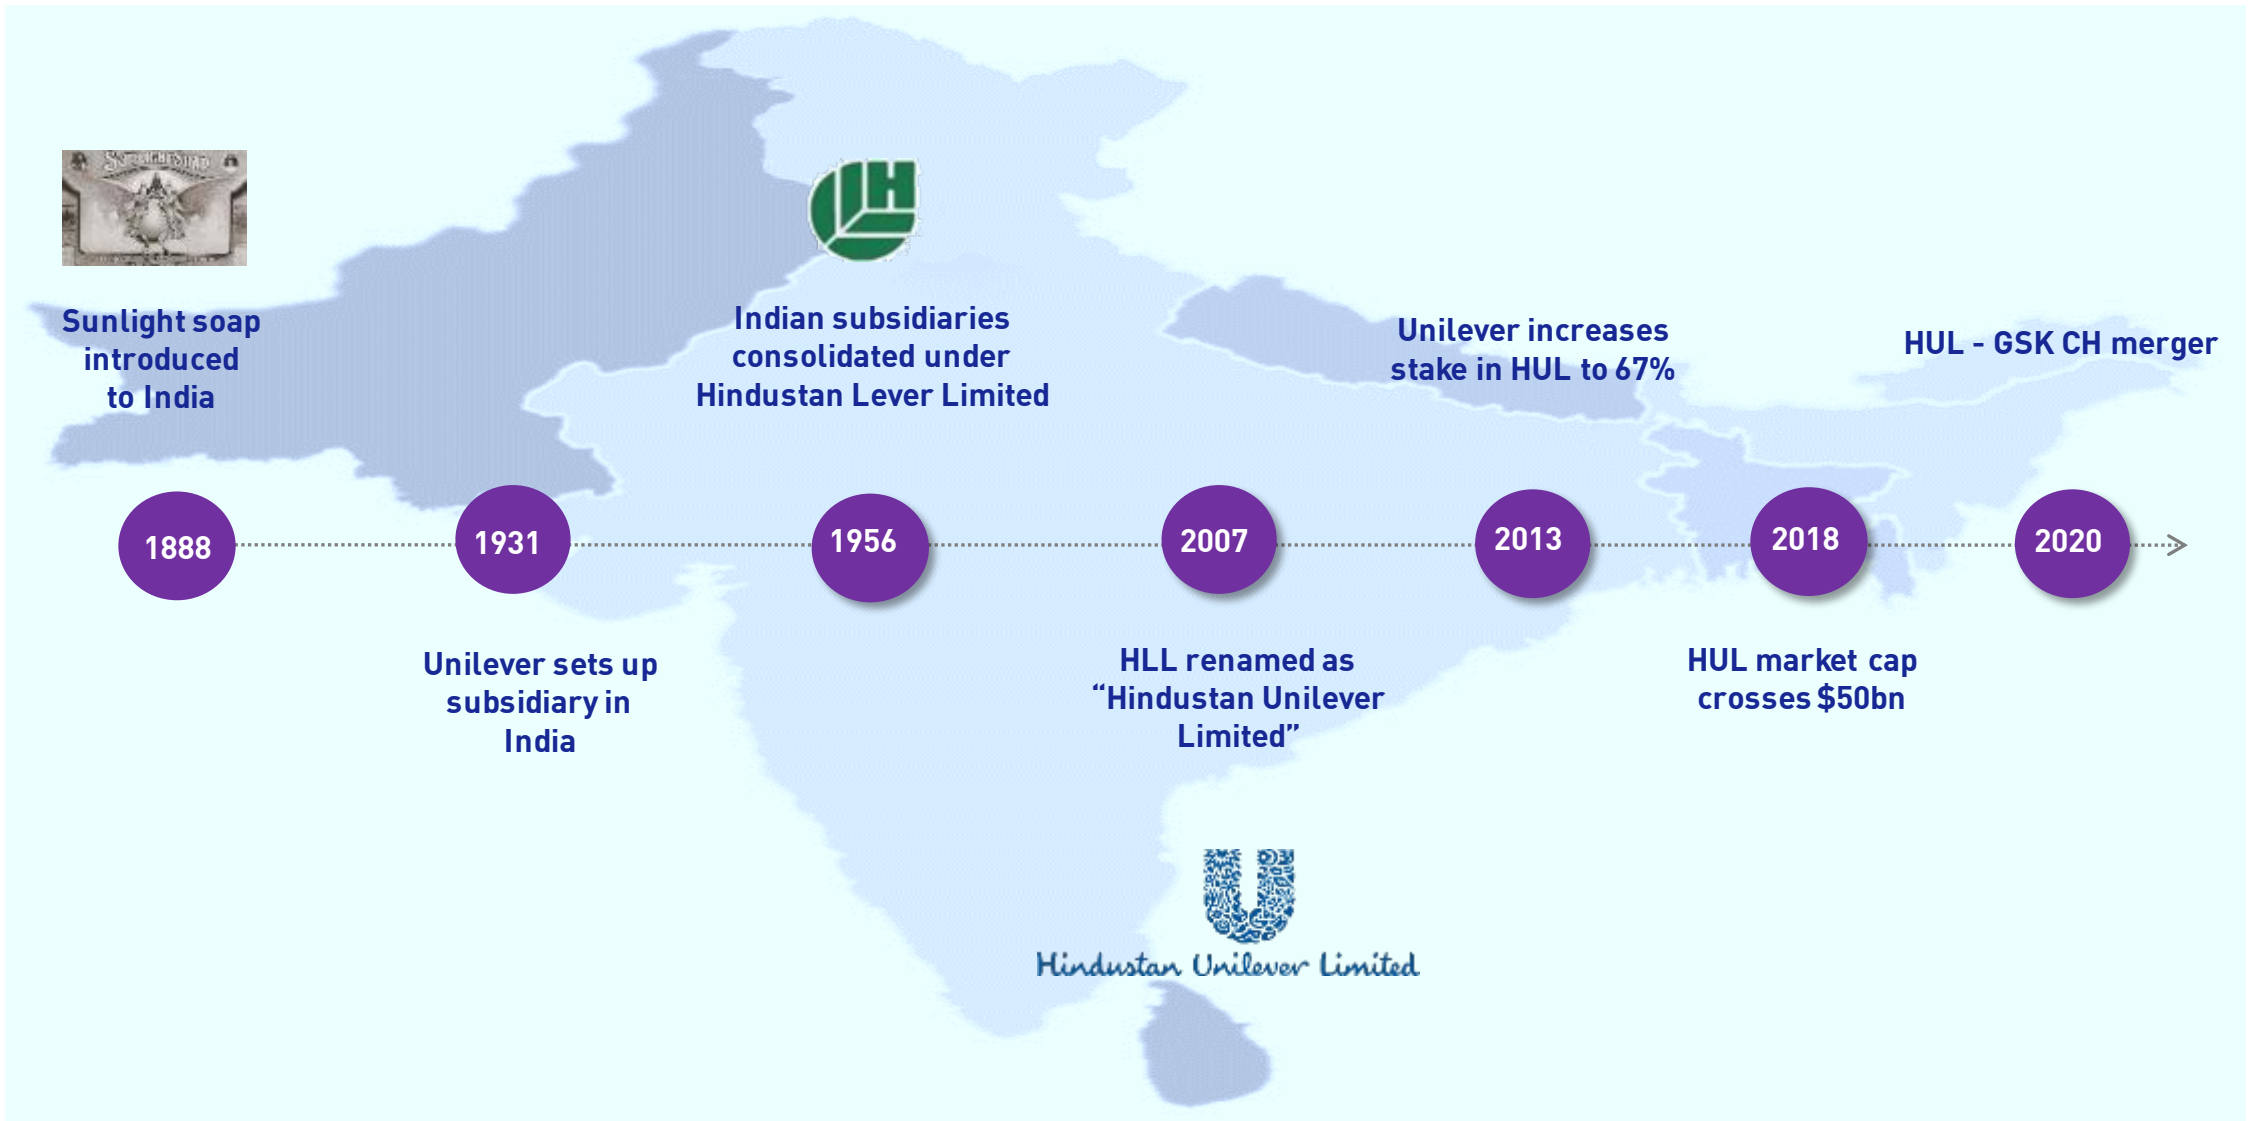 Sunlight soap
introduced
to India
1888
1931
Unilever sets up
subsidiary in
India
LH
Indian subsidiaries
consolidated under
Hindustan Lever Limited
1956
2007
HLL renamed as
“Hindustan Unilever
Limited”
Hindustan Unilever Limited
Unilever increases
stake in HUL to 67%
2013
2018
HUL market cap
crosses $50bn
HUL - GSK CH merger
2020